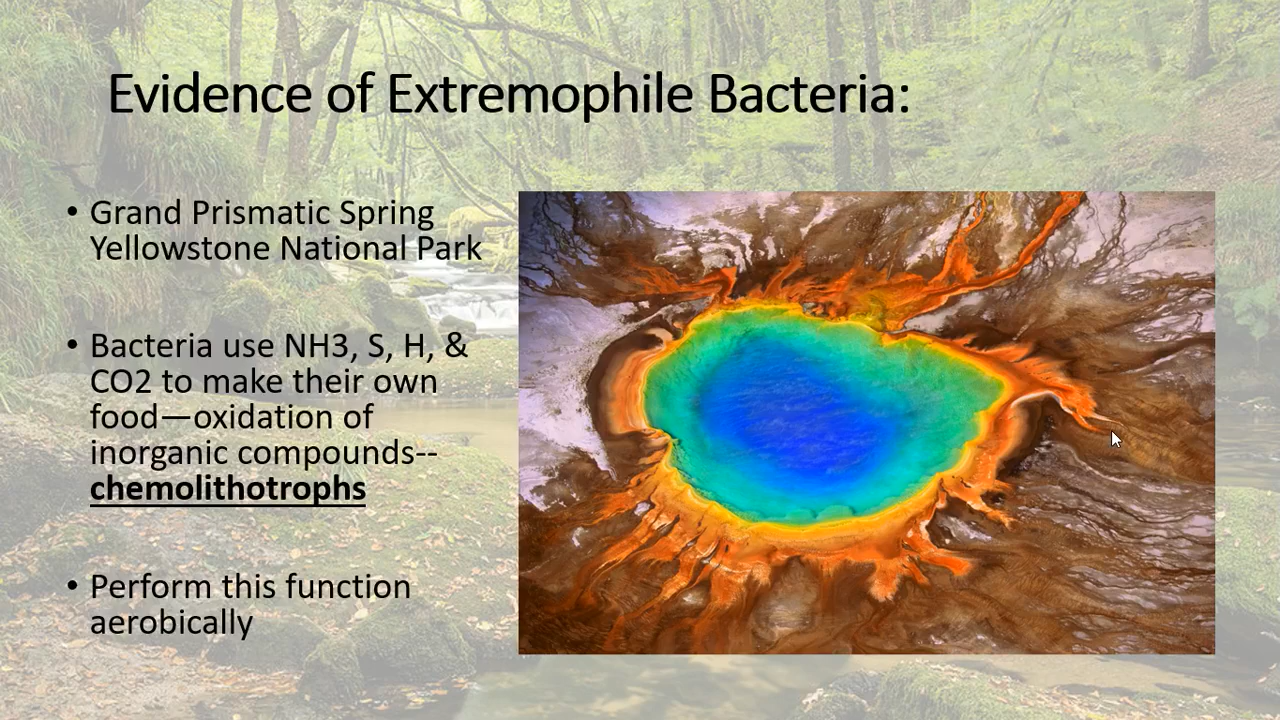 Evidence of Extremophile Bacteria:
• Grand Prismatic Spring
Yellowstone National Park
• Bacteria use NH3, S, H, &
CO2 to make their own
food—oxidation of
inorganic compounds--
chemolithotrophs
• Perform this function
aerobically